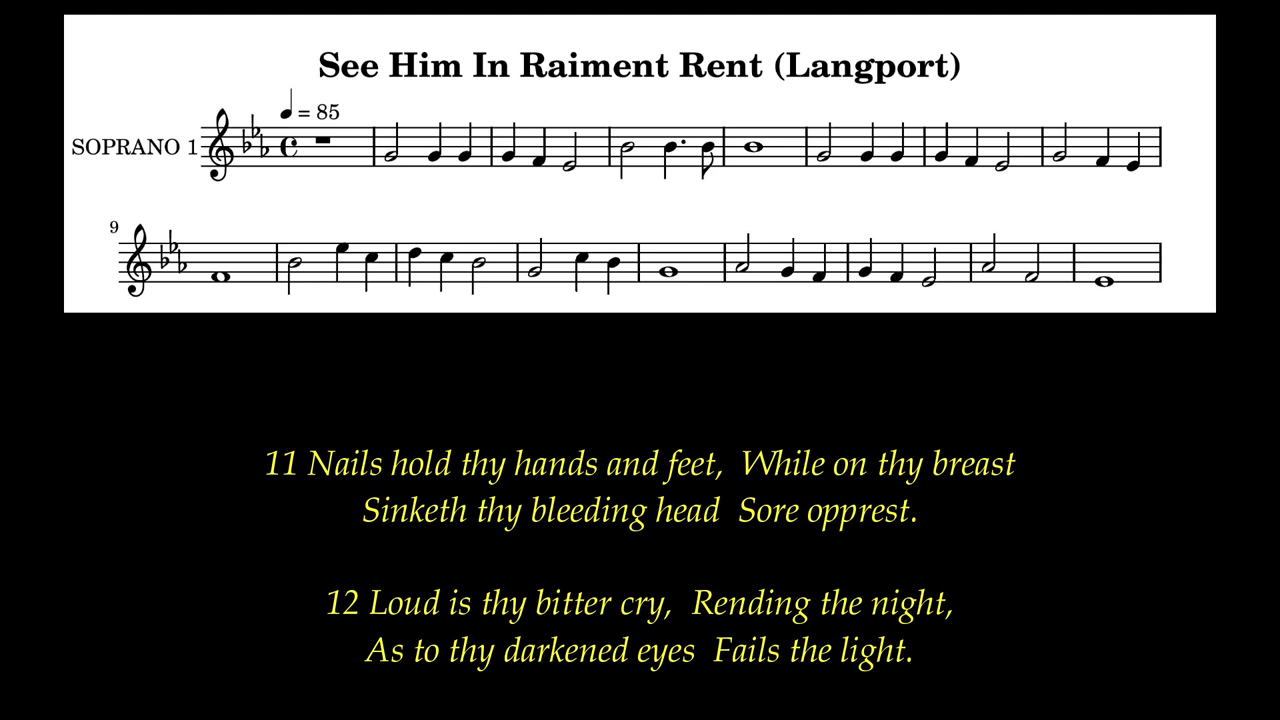 See Him In Raiment Rent (Langport)
= 85
SOPRANO 1
9
11 Nails hold thy hands and feet,  While on thy breast
Sinketh thy bleeding head  Sore opprest.
12 Loud is thy bitter cry,  Rending the night,
As to thy darkened eyes  Fails the light.